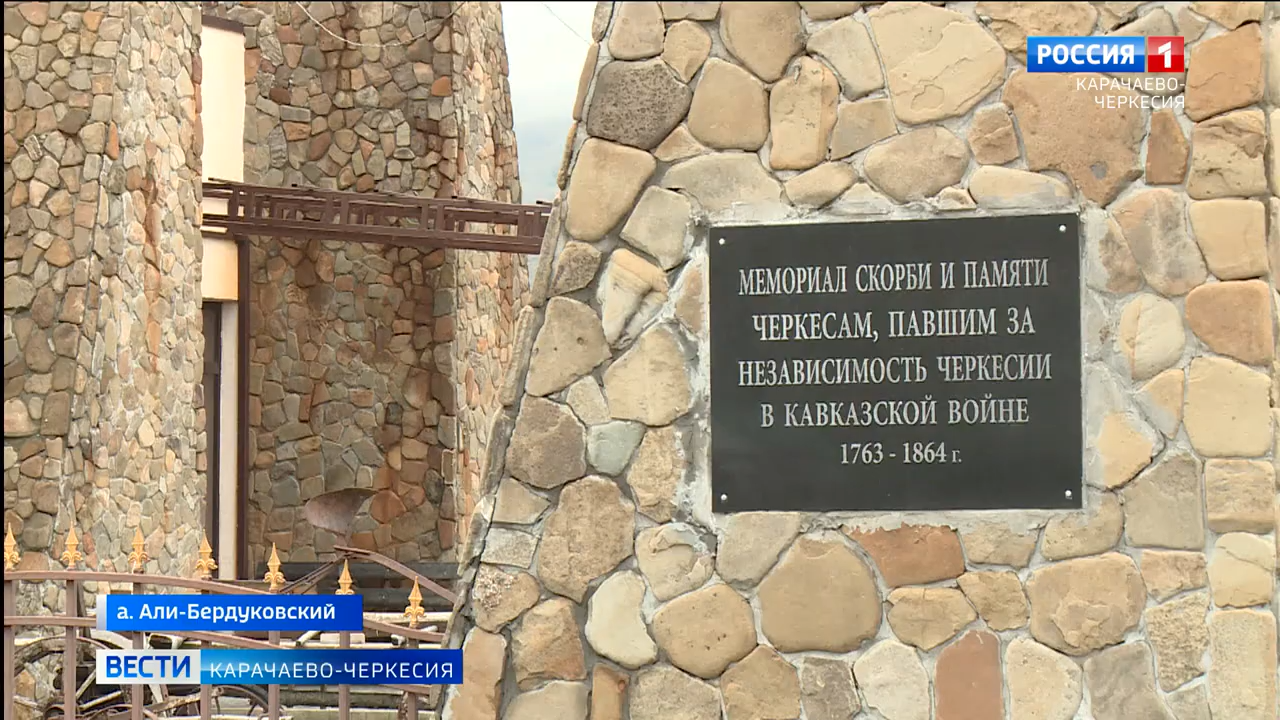 РОССИЯ 1
КАРАЧАЕВО-
ЧЕРКЕСИЯ
МЕМОРИАЛ СКОРБИ И ПАМЯТИ
ЧЕРКЕСАМ, ПАВШИМ ЗА
НЕЗАВИСИМОСТЬ ЧЕРКЕСИИ
В КАВКАЗСКОЙ ВОЙНЕ
1763 - 1864 г.
а. Али-Бердуковский
ВЕСТИ КАРАЧАЕВО-ЧЕРКЕСИЯ